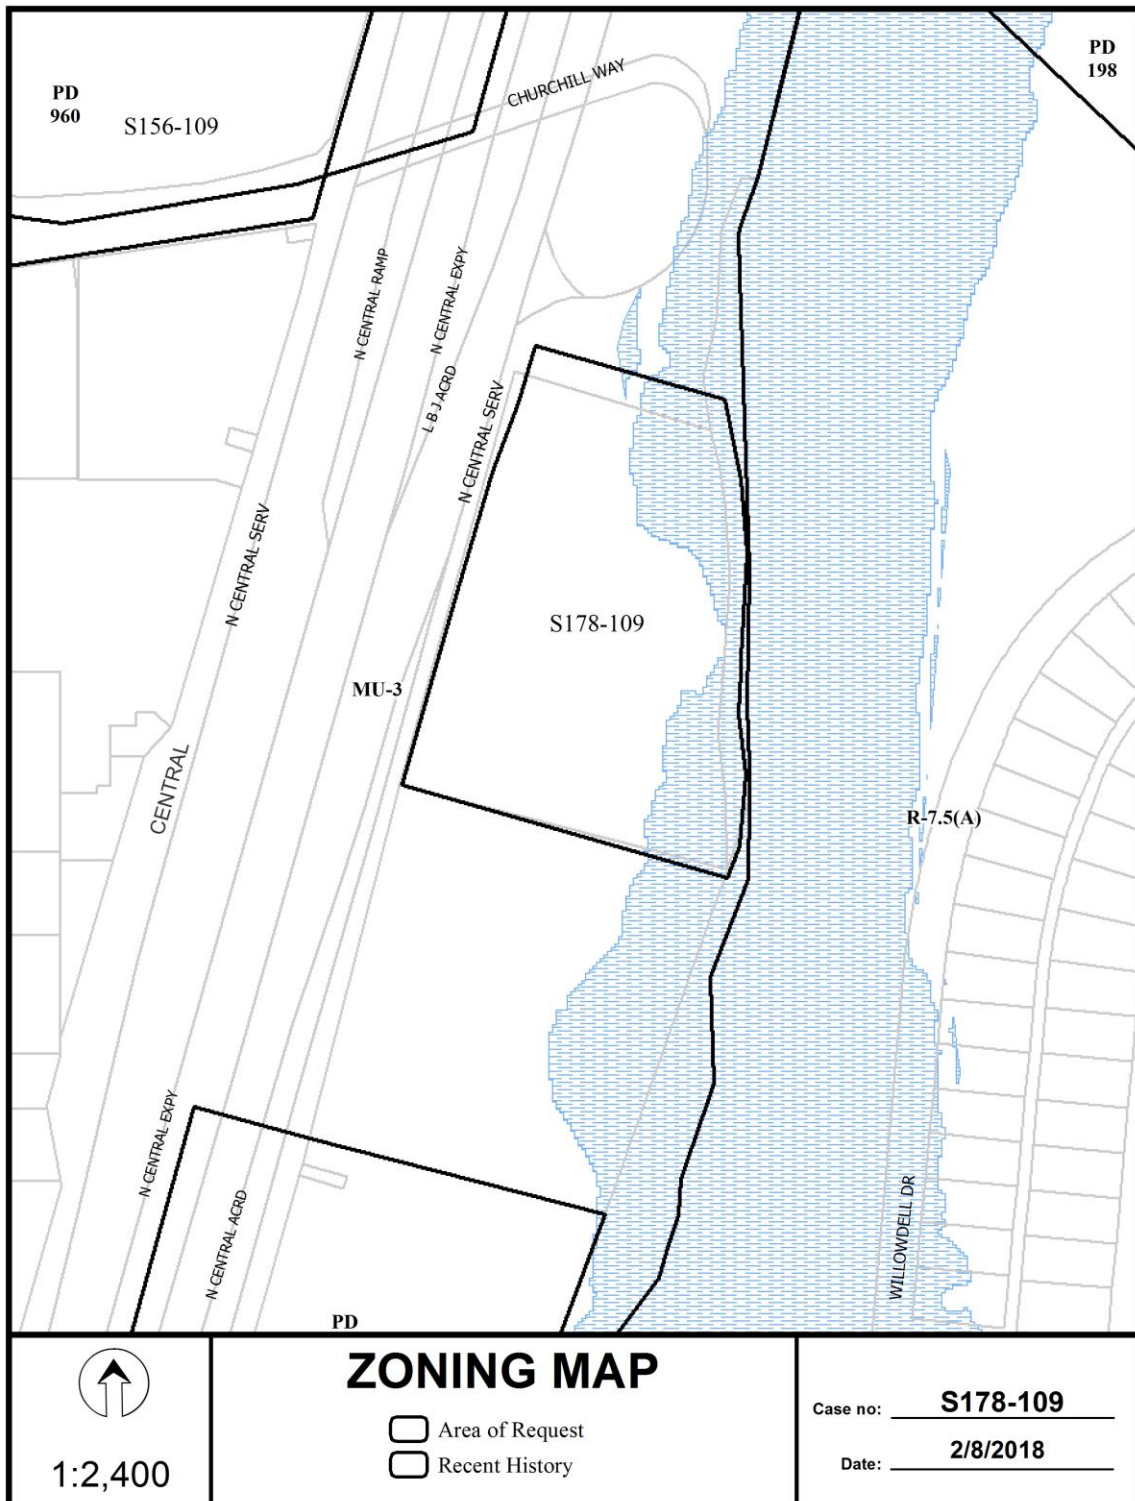 PD
960
S156-109
CHURCHILL WAY
PD
198
N CENTRAL RAMP
N CENTRAL EXPY
L B J ACRD
N CENTRAL SERV
N CENTRAL SERV
S178-109
MU-3
CENTRAL
R-7.5(A)
N CENTRAL EXPY
N CENTRAL ACRD
WILLOWDELL DR
PD
1:2,400
ZONING MAP
Area of Request
Recent History
Case no: S178-109
Date: 2/8/2018